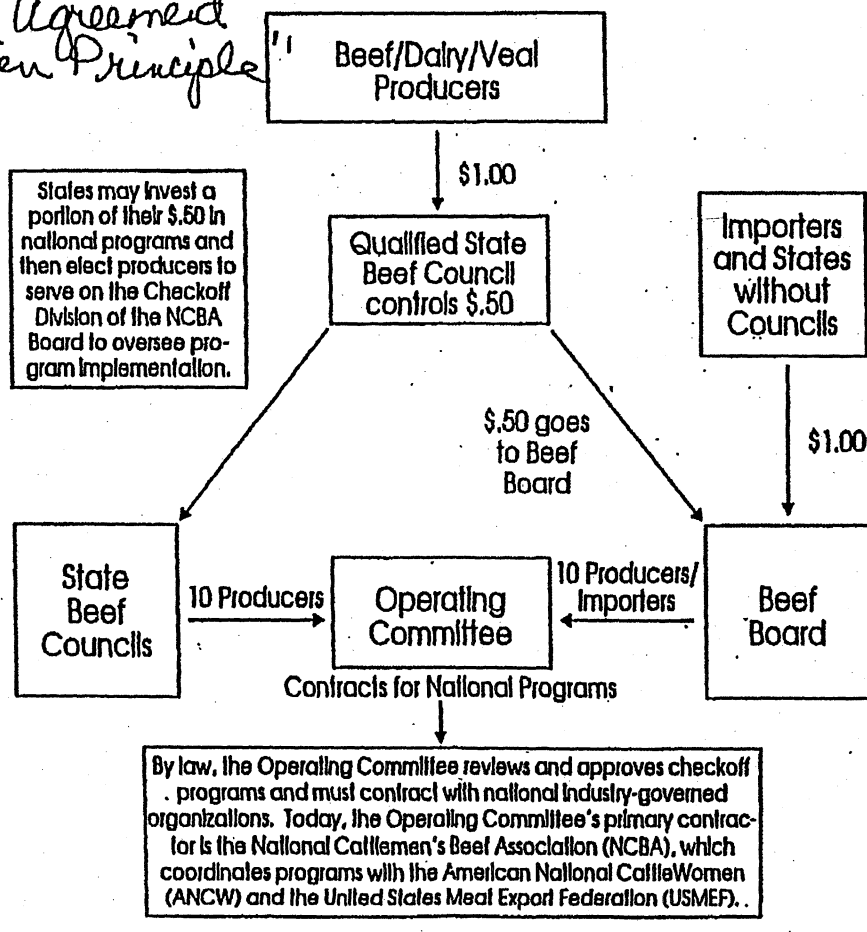 Agreement
en Principle"
Beef/Dairy/Veal
Producers
$1.00
States may invest a
portion of their $.50 in
national programs and
then elect producers to
serve on the Checkoff
Division of the NCBA
Board to oversee pro-
gram implementation.
Qualified State
Beef Council
controls $.50
Importers
and States
without
Councils
$.50 goes
to Beef
Board
$1.00
State
Beef
Councils
10 Producers
Operating
Committee
10 Producers/
Importers
Beef
Board
Contracts for National Programs
By law, the Operating Committee reviews and approves checkoff
programs and must contract with national industry-governed
organizations. Today, the Operating Committee's primary contrac-
tor is the National Cattlemen's Beef Association (NCBA), which
coordinates programs with the American National CattleWomen
(ANCW) and the United States Meat Export Federation (USMEF).